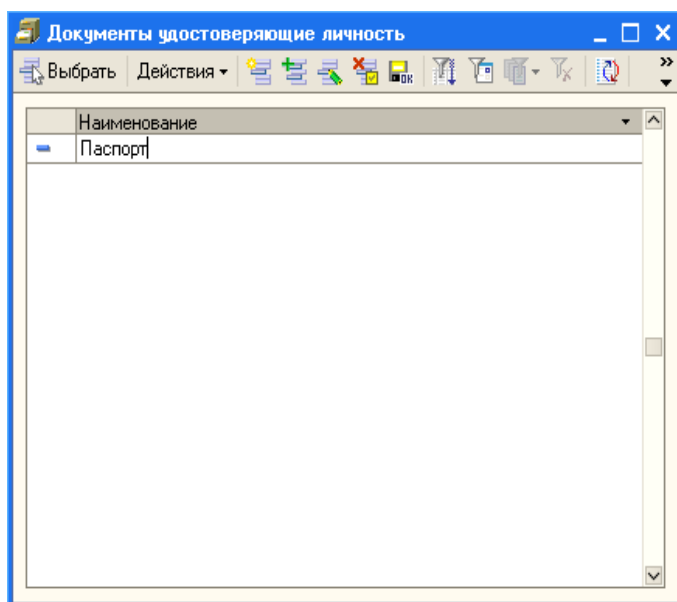 Документы удостоверяющие личность
Выбрать Действия
Наименование
Паспорт